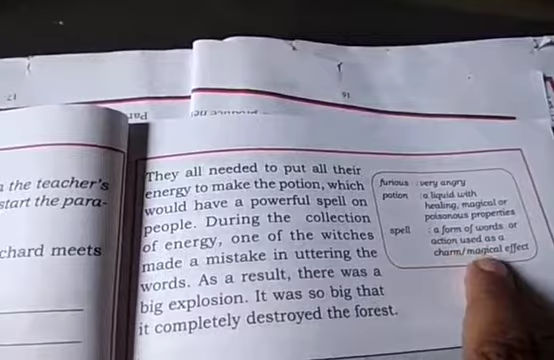 17
16
the teacher's
start the para-
chard meets
They all needed to put all their
energy to make the potion, which
would have a powerful spell on
people. During the collection
of energy, one of the witches
made a mistake in uttering the
words. As a result, there was a
big explosion. It was so big that
it completely destroyed the forest.
furious : very angry
potion : a liquid with
healing, magical or
poisonous properties
spell : a form of words or
action used as a
charm/magical effect